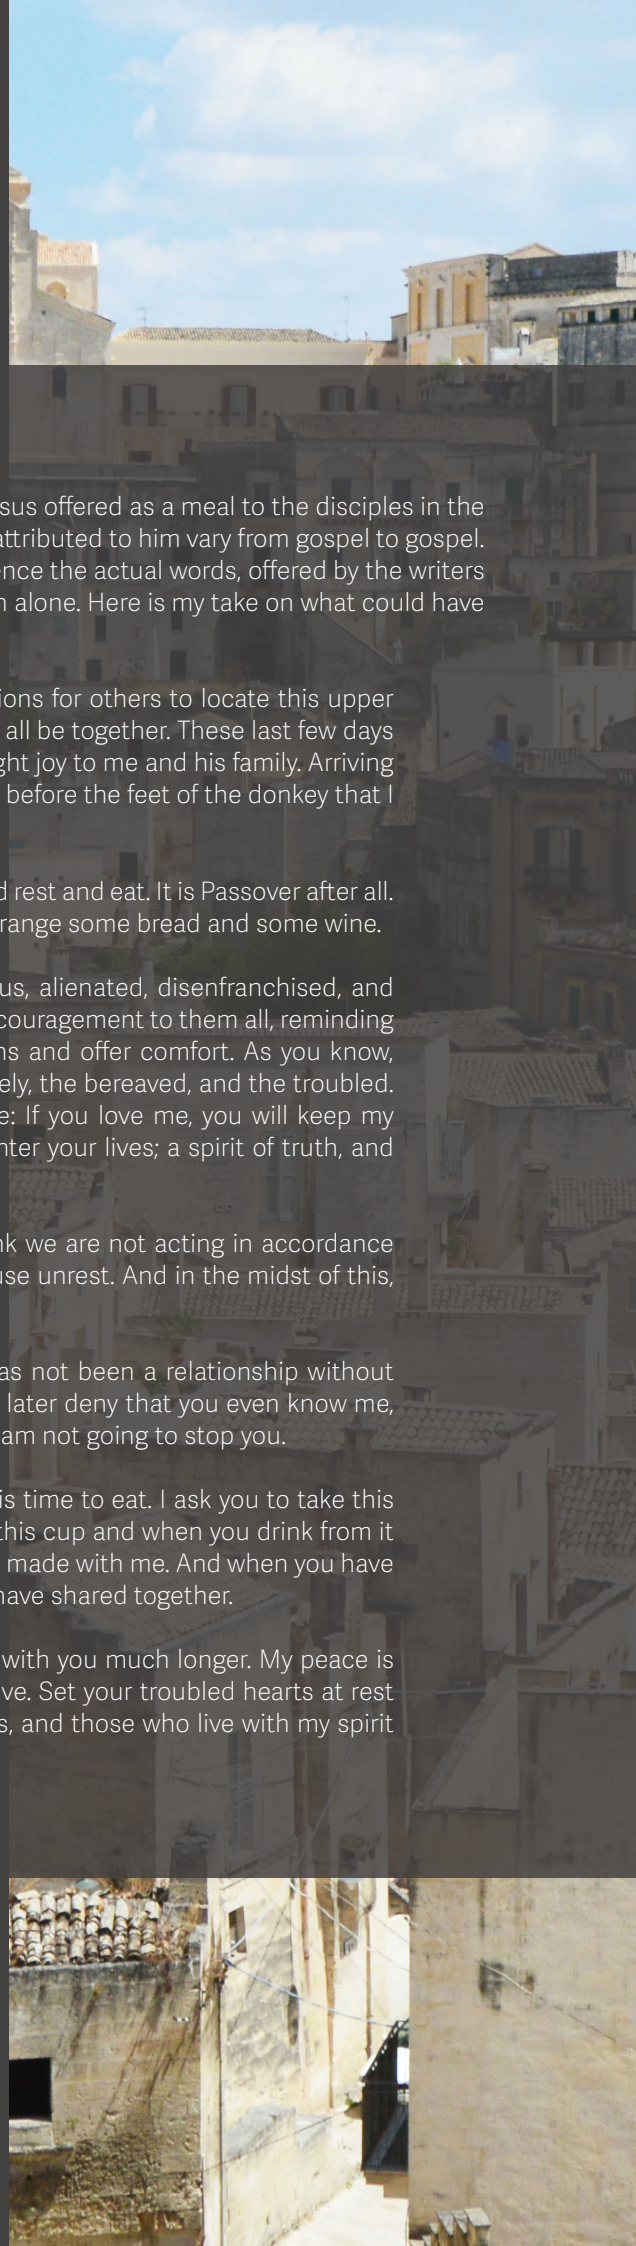 sus offered as a meal to the disciples in the
attributed to him vary from gospel to gospel.
ence the actual words, offered by the writers
alone. Here is my take on what could have
ions for others to locate this upper
all be together. These last few days
ght joy to me and his family. Arriving
before the feet of the donkey that I
d rest and eat. It is Passover after all.
range some bread and some wine.
us, alienated, disenfranchised, and
couragement to them all, reminding
ns and offer comfort. As you know,
ely, the bereaved, and the troubled.
e: If you love me, you will keep my
nter your lives; a spirit of truth, and
nk we are not acting in accordance
use unrest. And in the midst of this,
as not been a relationship without
later deny that you even know me,
am not going to stop you.
is time to eat. I ask you to take this
this cup and when you drink from it
made with me. And when you have
have shared together.
with you much longer. My peace is
ve. Set your troubled hearts at rest
s, and those who live with my spirit